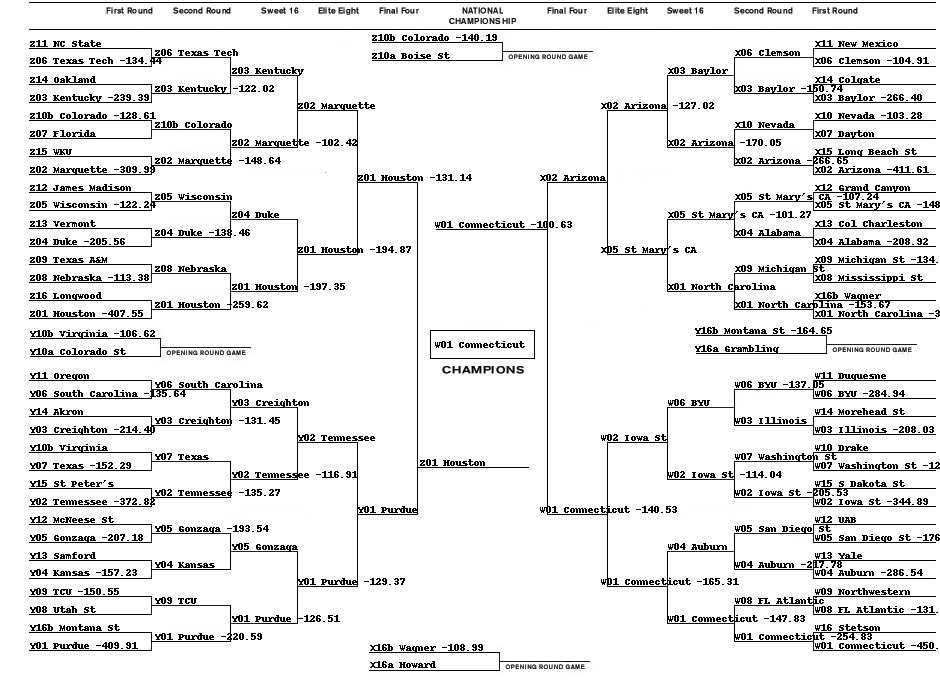 First Round Second Round Sweet 16 Elite Eight Final Four NATIONAL CHAMPIONSHIP Final Four Elite Eight Sweet 16 Second Round First Round
Z10b Colorado -140.19
Z10a Boise St
OPENING ROUND GAME
Z11 NC State
Z06 Texas Tech -134.44
Z14 Oakland
Z03 Kentucky -239.39
Z10b Colorado -128.61
Z07 Florida
Z15 WKU
Z02 Marquette -309.99
Z12 James Madison
Z05 Wisconsin -122.24
Z13 Vermont
Z04 Duke -205.56
Z09 Texas A&M
Z08 Nebraska -113.38
Z16 Longwood
Z01 Houston -407.55
Z06 Texas Tech
Z03 Kentucky -122.02
Z10b Colorado
Z02 Marquette -148.64
Z05 Wisconsin
Z04 Duke -138.46
Z08 Nebraska
Z01 Houston -259.62
Z03 Kentucky
Z02 Marquette -102.42
Z04 Duke
Z01 Houston -197.35
Z02 Marquette
Z01 Houston -194.87
Z01 Houston -131.14
Y10b Virginia -106.62
Y10a Colorado St
OPENING ROUND GAME
Y11 Oregon
Y06 South Carolina -135.64
Y14 Akron
Y03 Creighton -214.40
Y10b Virginia
Y07 Texas -152.29
Y15 St Peter's
Y02 Tennessee -372.82
Y12 McNeese St
Y05 Gonzaga -207.18
Y13 Samford
Y04 Kansas -157.23
Y09 TCU -150.55
Y08 Utah St
Y16b Montana St
Y01 Purdue -409.91
Y06 South Carolina
Y03 Creighton -131.45
Y07 Texas
Y02 Tennessee -135.27
Y05 Gonzaga -193.54
Y04 Kansas
Y09 TCU
Y01 Purdue -220.59
Y03 Creighton
Y02 Tennessee -116.91
Y05 Gonzaga
Y01 Purdue -126.51
Y02 Tennessee
Y01 Purdue -129.37
Y01 Purdue
W01 Connecticut -100.63
W01 Connecticut
CHAMPIONS
Z01 Houston
X02 Arizona
W01 Connecticut -140.53
X02 Arizona -127.02
X05 St Mary's CA
X03 Baylor
X02 Arizona -170.05
X05 St Mary's CA -101.27
X01 North Carolina
X06 Clemson
X03 Baylor -150.74
X10 Nevada
X02 Arizona -266.65
X05 St Mary's CA -107.24
X04 Alabama
X09 Michigan St
X01 North Carolina -153.67
X11 New Mexico
X06 Clemson -104.91
X14 Colgate
X03 Baylor -266.40
X10 Nevada -103.28
X07 Dayton
X15 Long Beach St
X02 Arizona -411.61
X12 Grand Canyon
X05 St Mary's CA -148
X13 Col Charleston
X04 Alabama -208.92
X09 Michigan St -134.
X08 Mississippi St
X16b Wagner
X01 North Carolina -3
Y16b Montana St -164.65
Y16a Grambling
OPENING ROUND GAME
W02 Iowa St
W01 Connecticut -165.31
W06 BYU
W02 Iowa St -114.04
W04 Auburn
W01 Connecticut -147.83
W06 BYU -137.05
W03 Illinois
W07 Washington St
W02 Iowa St -205.53
W05 San Diego St
W04 Auburn -217.78
W08 FL Atlantic
W01 Connecticut -254.83
W11 Duquesne
W06 BYU -284.94
W14 Morehead St
W03 Illinois -208.03
W10 Drake
W07 Washington St -12
W15 S Dakota St
W02 Iowa St -344.89
W12 UAB
W05 San Diego St -176
W13 Yale
W04 Auburn -286.54
W09 Northwestern
W08 FL Atlantic -131.
W16 Stetson
W01 Connecticut -450.
X16b Wagner -108.99
X16a Howard
OPENING ROUND GAME